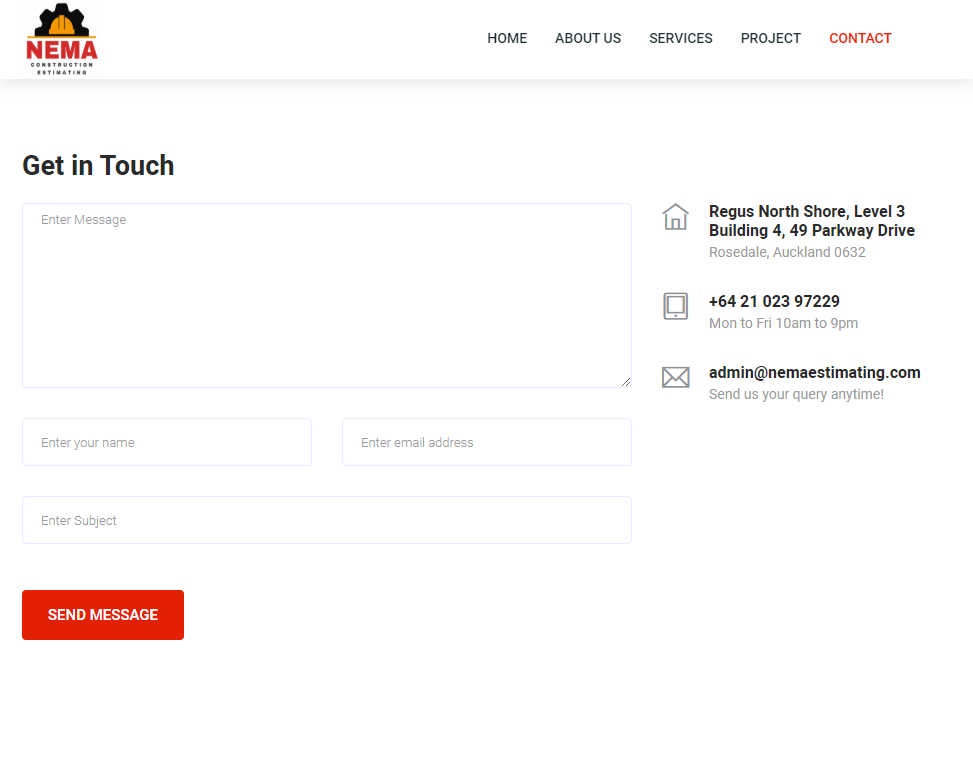 NEMA
CONSTRUCTION
ESTIMATING
HOME ABOUT US SERVICES PROJECT CONTACT
Get in Touch
Enter Message
Enter your name
Enter email address
Enter Subject
SEND MESSAGE
Regus North Shore, Level 3
Building 4, 49 Parkway Drive
Rosedale, Auckland 0632
+64 21 023 97229
Mon to Fri 10am to 9pm
admin@nemaestimating.com
Send us your query anytime!